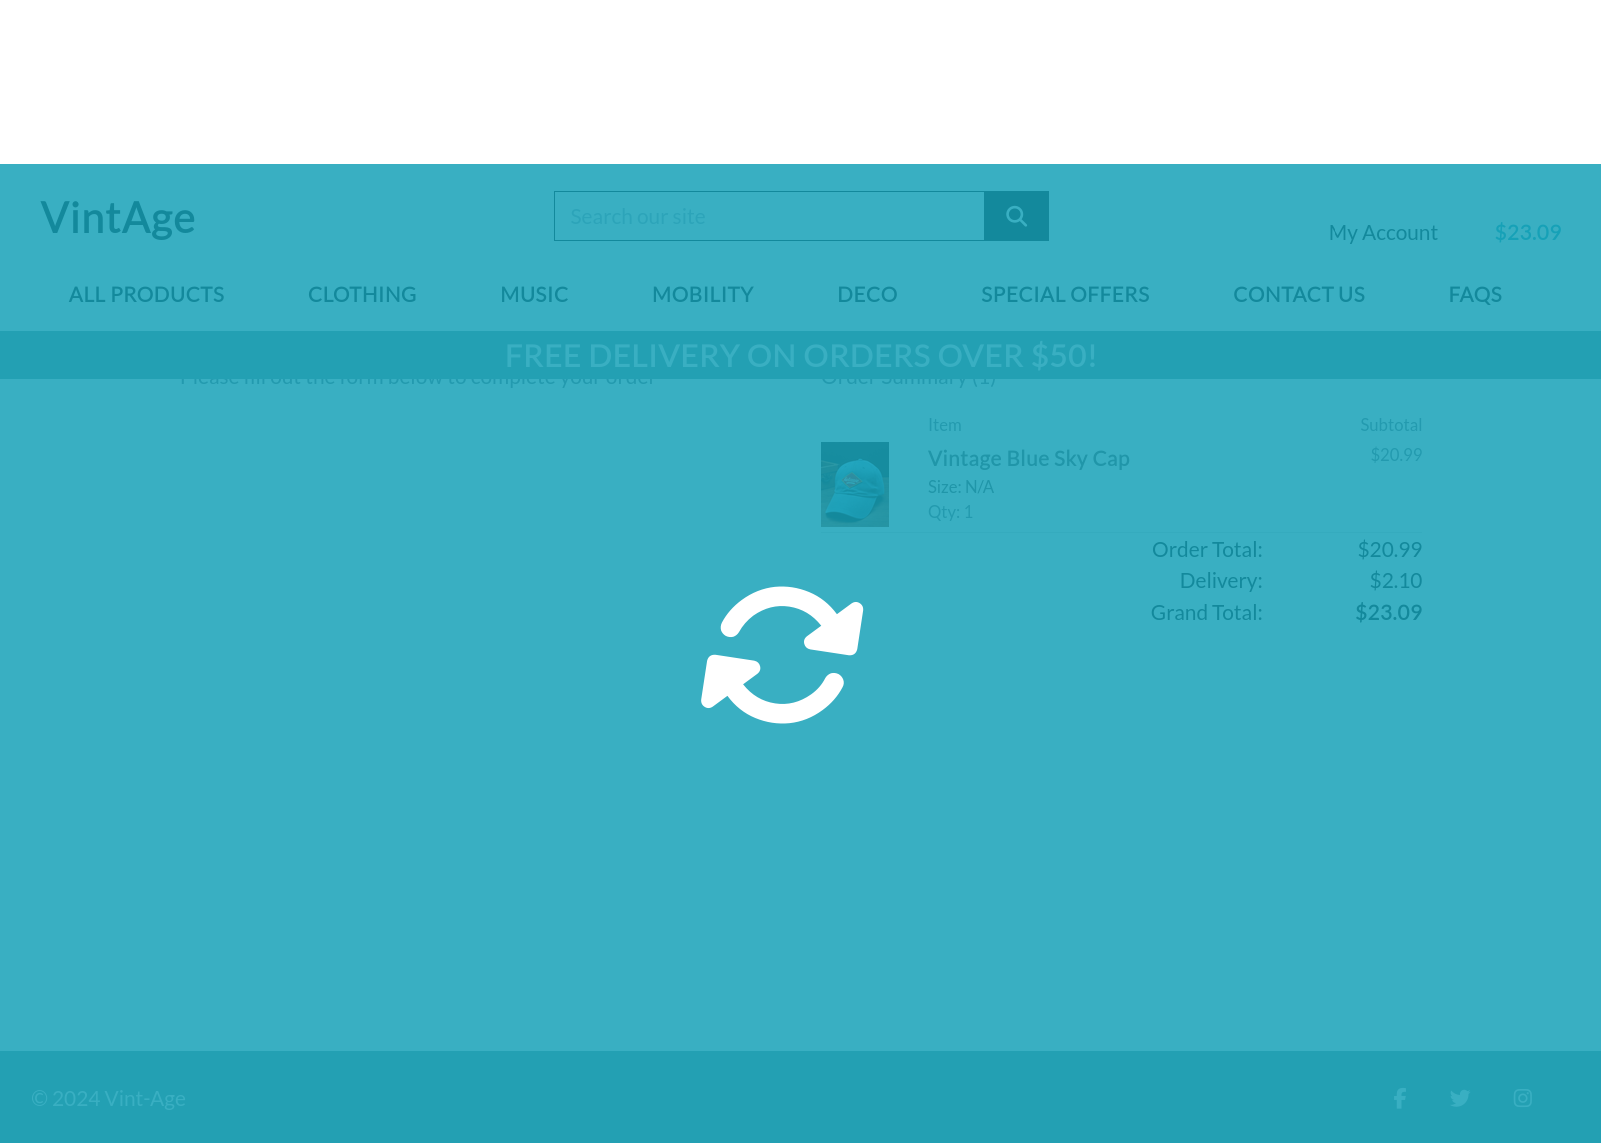 VintAge
Search our site
My Account
$23.09
ALL PRODUCTS
CLOTHING
MUSIC
MOBILITY
DECO
SPECIAL OFFERS
CONTACT US
FAQS
FREE DELIVERY ON ORDERS OVER $50!
Please fill out the form below to complete your order
Order Summary (1)
Item
Subtotal
Vintage Blue Sky Cap
$20.99
Size: N/A
Qty: 1
Order Total: $20.99
Delivery: $2.10
Grand Total: $23.09
© 2024 Vint-Age